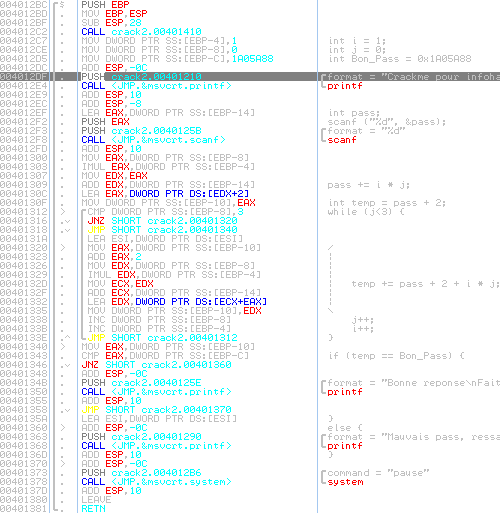 004012BC PUSH EBP
004012BD MOV EBP,ESP
004012BF SUB ESP,28
004012C2 CALL crack2.00401410
004012C7 MOV DWORD PTR SS:[EBP-4],1 int i = 1;
004012CE MOV DWORD PTR SS:[EBP-8],0 int j = 0;
004012D5 MOV DWORD PTR SS:[EBP-C],1A05A88 int Bon_Pass = 0x1A05A88
004012DC ADD ESP,-0C
004012DF PUSH crack2.00401210 format = "Crackme pour infoha
004012E4 CALL <JMP.&msvcrt.printf> printf
004012E9 ADD ESP,10
004012EC ADD ESP,-8
004012EF LEA EAX,DWORD PTR SS:[EBP-14] int pass;
004012F2 PUSH EAX scanf ("%d", &pass);
004012F3 PUSH crack2.0040125B format = "%d"
004012F8 CALL <JMP.&msvcrt.scanf> scanf
004012FD ADD ESP,10
00401300 MOV EAX,DWORD PTR SS:[EBP-8]
00401303 IMUL EAX,DWORD PTR SS:[EBP-4]
00401307 MOV EDX,EAX
00401309 ADD EDX,DWORD PTR SS:[EBP-14] pass += i * j;
0040130C LEA EAX,DWORD PTR DS:[EDX+2]
0040130F MOV DWORD PTR SS:[EBP-10],EAX int temp = pass + 2;
00401312 > CMP DWORD PTR SS:[EBP-8],3 while (j<3) {
00401316 JNZ SHORT crack2.00401320
00401318 JMP SHORT crack2.00401340
0040131A LEA ESI,DWORD PTR DS:[ESI]
00401320 > MOV EAX,DWORD PTR SS:[EBP-10] /
00401323 ADD EAX,2 ¦
00401326 MOV EDX,DWORD PTR SS:[EBP-8] ¦
00401329 IMUL EDX,DWORD PTR SS:[EBP-4] ¦
0040132D MOV ECX,EDX ¦ temp += pass + 2 + i * j;
0040132F ADD ECX,DWORD PTR SS:[EBP-14] ¦
00401332 LEA EDX,DWORD PTR DS:[ECX+EAX] ¦
00401335 MOV DWORD PTR SS:[EBP-10],EDX \
00401338 INC DWORD PTR SS:[EBP-8] j++;
0040133B INC DWORD PTR SS:[EBP-4] i++;
0040133E JMP SHORT crack2.00401312 }
00401340 > MOV EAX,DWORD PTR SS:[EBP-10]
00401343 CMP EAX,DWORD PTR SS:[EBP-C] if (temp == Bon_Pass) {
00401346 JNZ SHORT crack2.00401360
00401348 ADD ESP,-0C
0040134B PUSH crack2.0040125E format = "Bonne reponse\nFait
00401350 CALL <JMP.&msvcrt.printf> printf
00401355 ADD ESP,10
00401358 JMP SHORT crack2.00401370
0040135A LEA ESI,DWORD PTR DS:[ESI] }
00401360 > ADD ESP,-0C else {
00401363 PUSH crack2.00401290 format = "Mauvais pass, ressa
00401368 CALL <JMP.&msvcrt.printf> printf
0040136D ADD ESP,10 }
00401370 > ADD ESP,-0C
00401373 PUSH crack2.004012B6 command = "pause"
00401378 CALL <JMP.&msvcrt.system> system
0040137D ADD ESP,10
00401380 LEAVE
00401381 RETN